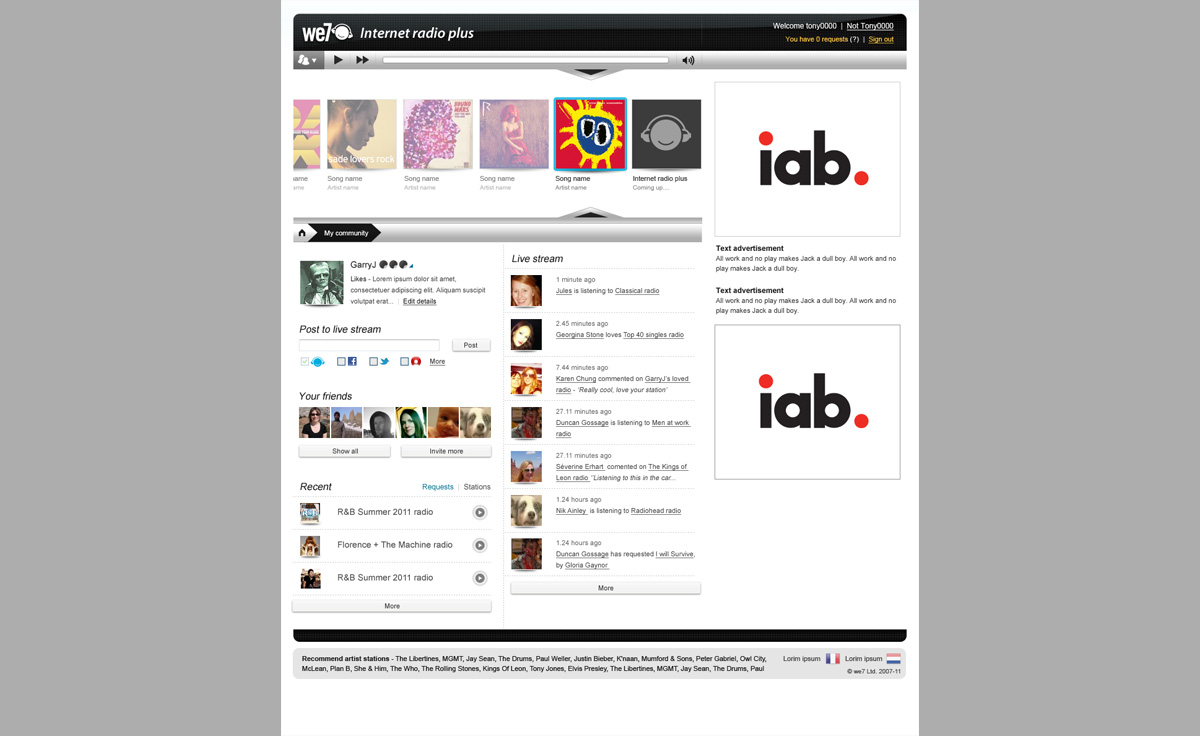 we7 Internet radio plus
Welcome tony0000 | Not Tony0000
You have 0 requests (?) | Sign out
sade lovers rock
BRUNO MARS
ame
Song name
Song name
Song name
Song name
Internet radio plus
ame
Artist name
Artist name
Artist name
Artist name
Coming up....
My community
GarryJ
Likes - Lorem ipsum dolor sit amet,
consectetuer adipiscing elit. Aliquam suscipit
volutpat erat... | Edit details
Post to live stream
Post
More
Your friends
Show all
Invite more
Recent
Requests | Stations
R&B
R&B Summer 2011 radio
Florence + The Machine radio
R&B Summer 2011 radio
More
Live stream
1 minute ago
Jules is listening to Classical radio
2.45 minutes ago
Georgina Stone loves Top 40 singles radio
7.44 minutes ago
Karen Chung commented on GarryJ's loved
radio - 'Really cool, love your station'
27.11 minutes ago
Duncan Gossage is listening to Men at work
radio
27.11 minutes ago
Séverine Erhart comented on The Kings of
Leon radio "Listening to this in the car...
1.24 hours ago
Nik Ainley is listening to Radiohead radio
1.24 hours ago
Duncan Gossage has requested I will Survive,
by Gloria Gaynor
More
iab.
Text advertisement
All work and no play makes Jack a dull boy. All work and no
play makes Jack a dull boy.
Text advertisement
All work and no play makes Jack a dull boy. All work and no
play makes Jack a dull boy.
iab.
Recommend artist stations - The Libertines, MGMT, Jay Sean, The Drums, Paul Weller, Justin Bieber, K'naan, Mumford & Sons, Peter Gabriel, Owl City,
McLean, Plan B, She & Him, The Who, The Rolling Stones, Kings Of Leon, Tony Jones, Elvis Presley, The Libertines, MGMT, Jay Sean, The Drums, Paul
Lorim ipsum
Lorim ipsum
© we7 Ltd. 2007-11